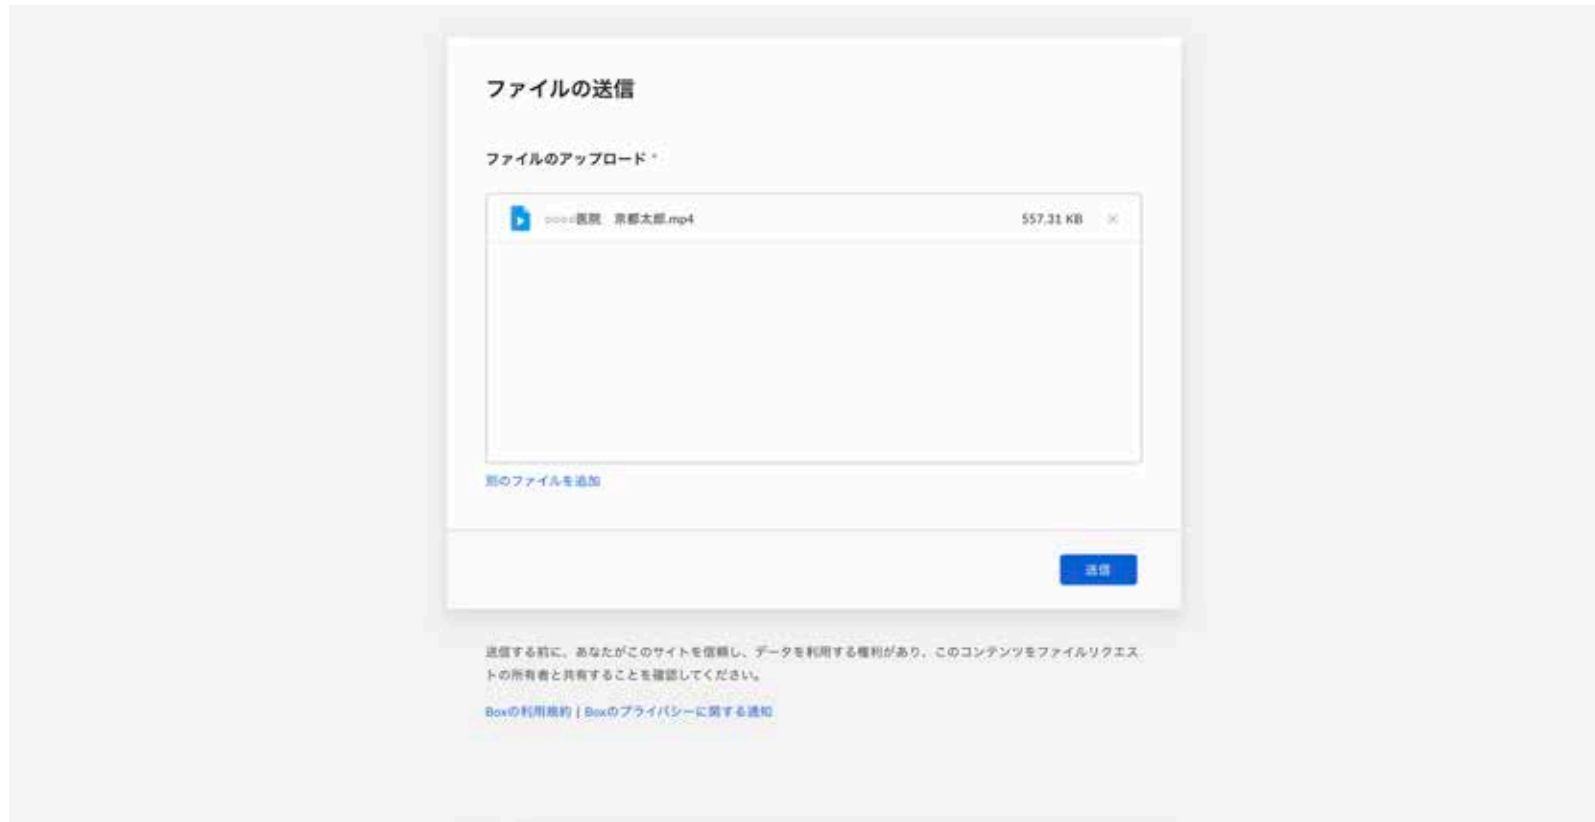 ファイルの送信
ファイルのアップロード *
○○○○医院　京都太郎.mp4
557.31 KB ×
別のファイルを追加
送信
送信する前に、あなたがこのサイトを信頼し、データを利用する権利があり、このコンテンツをファイルリクエス
トの所有者と共有することを確認してください。
Boxの利用規約 | Boxのプライバシーに関する通知